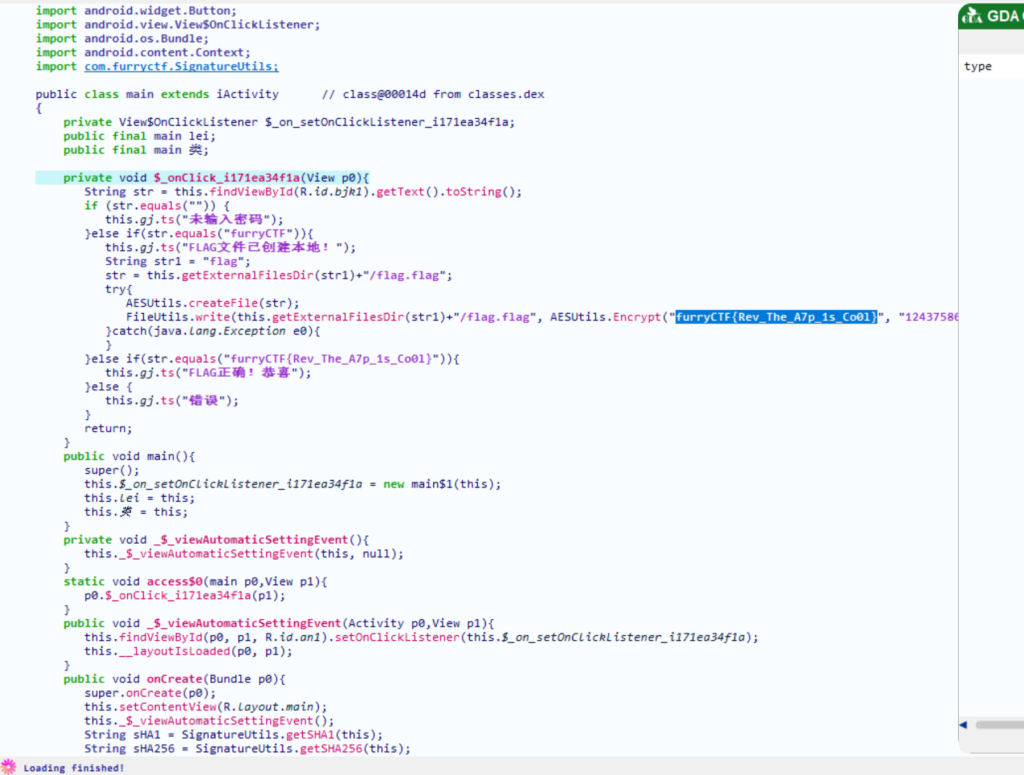 import android.widget.Button;
import android.view.View$OnClickListener;
import android.os.Bundle;
import android.content.Context;
import com.furryctf.SignatureUtils;
public class main extends iActivity // class@00014d from classes.dex
{
private View$OnClickListener $_on_setOnClickListener_i171ea34f1a;
public final main lei;
public final main 类;
private void $_onClick_i171ea34f1a(View p0){
String str = this.findViewById(R.id.bjk1).getText().toString();
if (str.equals("")) {
this.gj.ts("未输入密码");
}else if(str.equals("furryCTF")){
this.gj.ts("FLAG文件已创建本地！");
String str1 = "flag";
str = this.getExternalFilesDir(str1)+"/flag.flag";
try{
AESUtils.createFile(str);
FileUtils.write(this.getExternalFilesDir(str1)+"/flag.flag", AESUtils.Encrypt("furryCTF{Rev_The_A7p_1s_Co0l}", "12437586
}catch(java.lang.Exception e0){
}
}else if(str.equals("furryCTF{Rev_The_A7p_1s_Co0l}")){
this.gj.ts("FLAG正确！恭喜");
}else {
this.gj.ts("错误");
}
return;
}
public void main(){
super();
this.$_on_setOnClickListener_i171ea34f1a = new main$1(this);
this.lei = this;
this.类 = this;
}
private void _$_viewAutomaticSettingEvent(){
this._$_viewAutomaticSettingEvent(this, null);
}
static void access$0(main p0,View p1){
p0.$_onClick_i171ea34f1a(p1);
}
public void _$_viewAutomaticSettingEvent(Activity p0,View p1){
this.findViewById(p0, p1, R.id.an1).setOnClickListener(this.$_on_setOnClickListener_i171ea34f1a);
this.__layoutIsLoaded(p0, p1);
}
public void onCreate(Bundle p0){
super.onCreate(p0);
this.setContentView(R.layout.main);
this._$_viewAutomaticSettingEvent();
String sHA1 = SignatureUtils.getSHA1(this);
String sHA256 = SignatureUtils.getSHA256(this);
Loading finished!
GDA
type